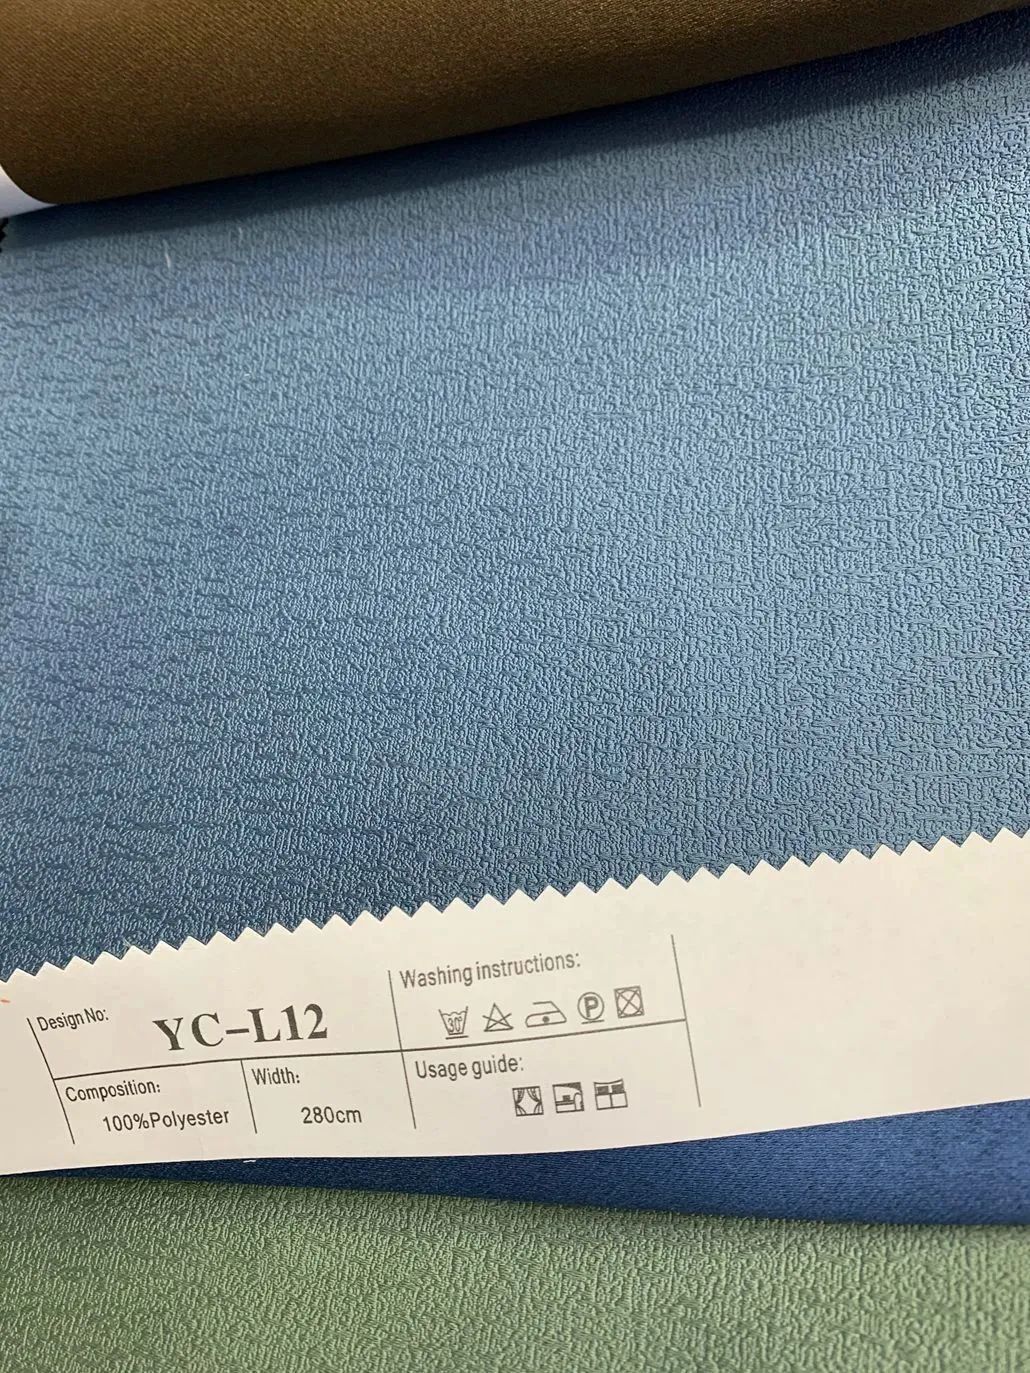 Design No:
YC-L12
Washing instructions:
30°
P
Composition:
100%Polyester
Width:
280cm
Usage guide: